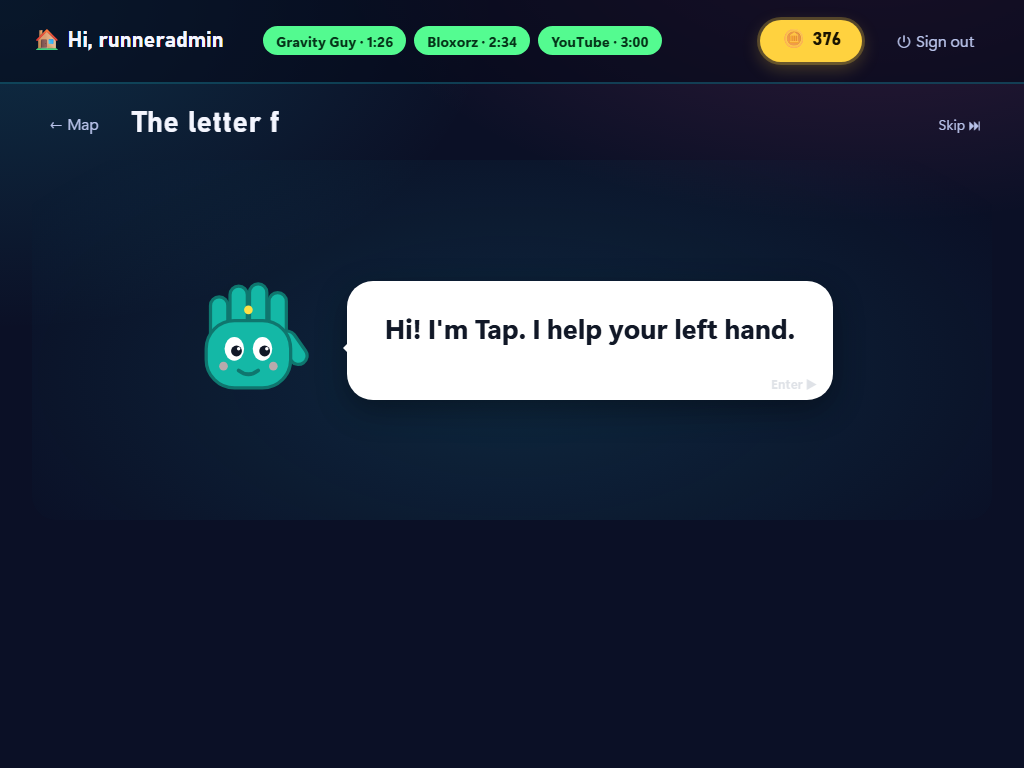 Hi, runneradmin
Gravity Guy · 1:26
Bloxorz · 2:34
YouTube · 3:00
376
Sign out
← Map
The letter f
Skip ⏭
Hi! I'm Tap. I help your left hand.
Enter ▶